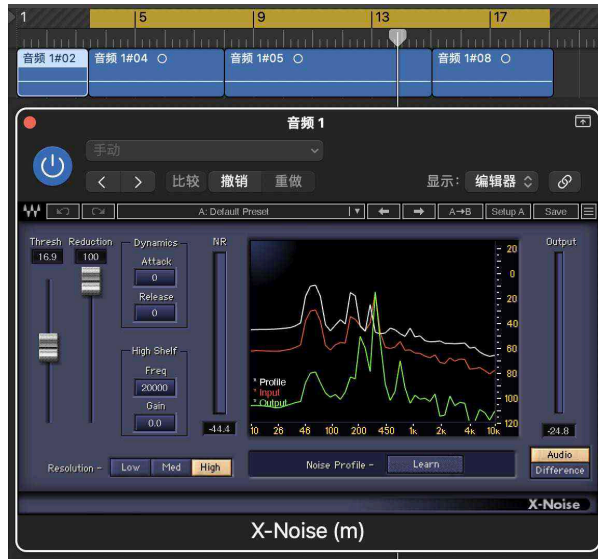 1 5 9 13 17
音频 1#02 音频 1#04 音频 1#05 音频 1#08
音频 1
手动
比较 撤销 重做 显示: 编辑器
A: Default Preset A→B Setup A Save
Thresh Reduction Dynamics NR Output
16.9 100 Attack
0
Release
0
High Shelf
Freq
20000
Gain
0.0
-44.4
20
0
20
40
60
80
100
120
* Profile
* Input
* Output
10 26 46 100 200 450 1k 2k 4k 10k
-24.8
Resolution - Low Med High Noise Profile - Learn Audio
Difference
X-Noise
X-Noise (m)